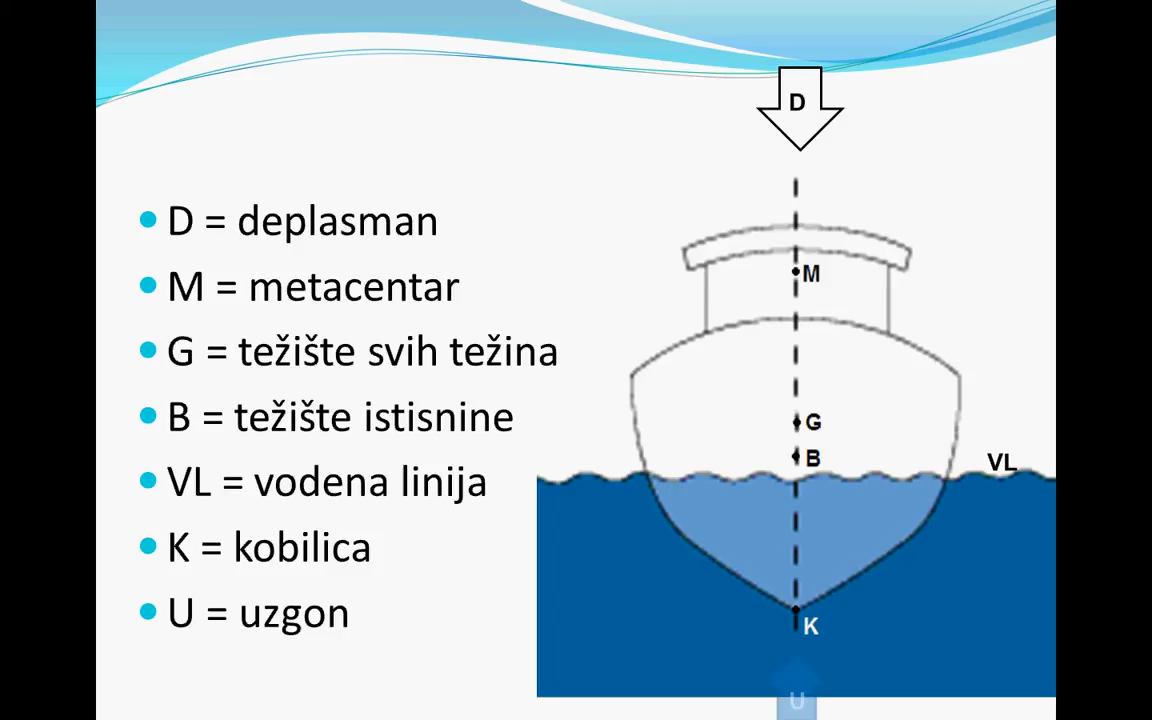 D = deplasman
M = metacentar
G = težište svih težina
B = težište istisnine
VL = vodena linija
K = kobilica
U = uzgon
D
M
G
B
VL
K
U